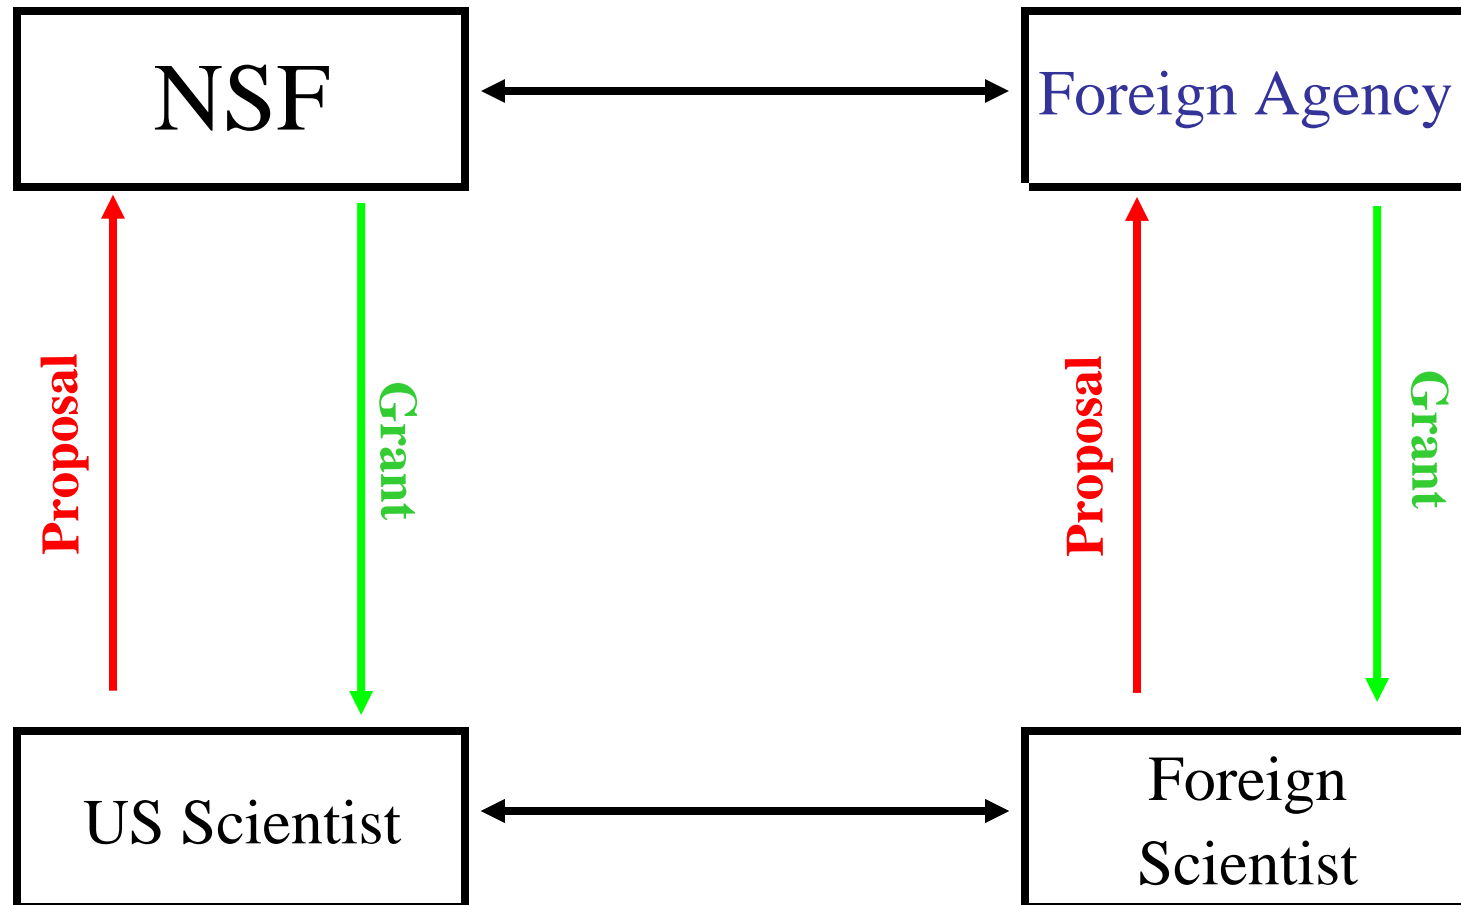 NSF
Foreign Agency
Proposal
Grant
Proposal
Grant
US Scientist
Foreign
Scientist